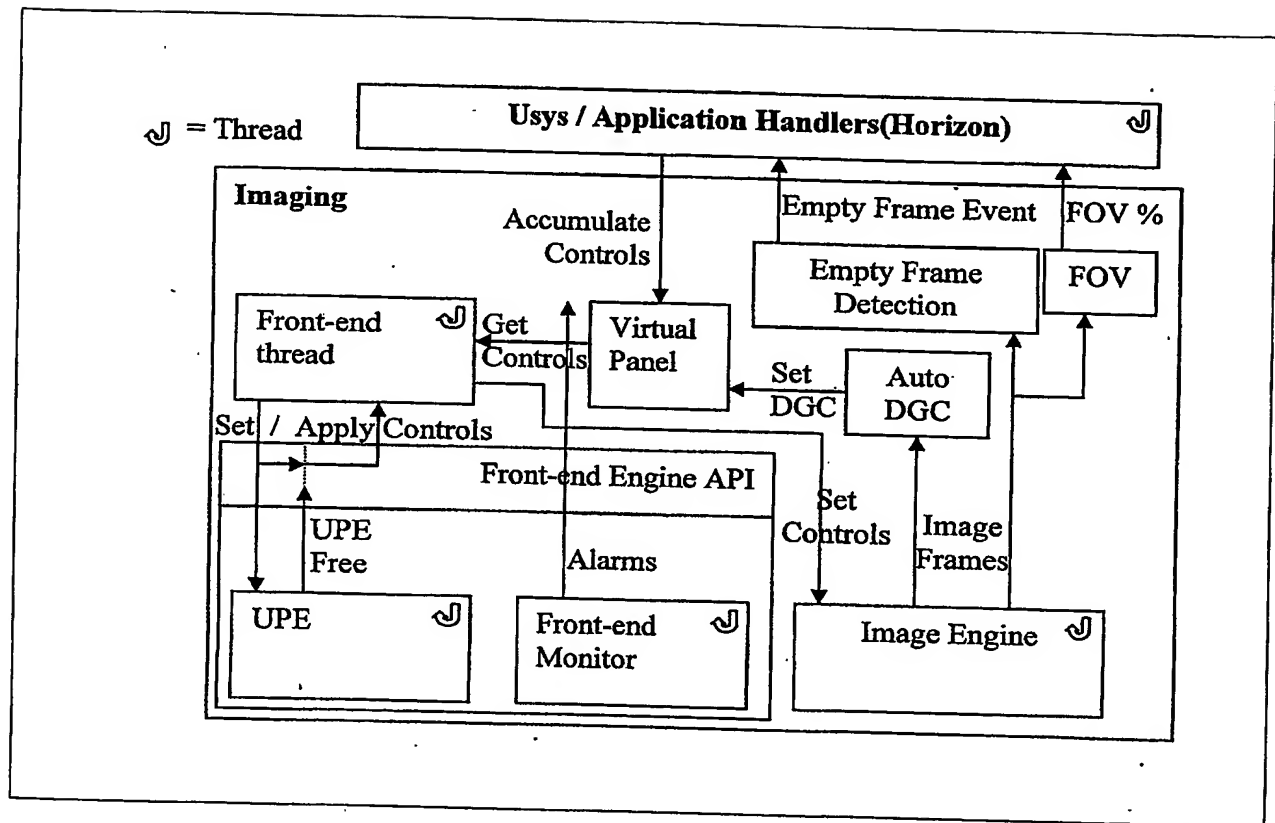 = Thread
Usys / Application Handlers(Horizon)
Imaging
Accumulate
Controls
Empty Frame Event
FOV %
Empty Frame
Detection
FOV
Front-end
thread
Get
Controls
Virtual
Panel
Set
DGC
Auto
DGC
Set / Apply Controls
Front-end Engine API
UPE
Free
Alarms
Set
Controls
Image
Frames
UPE
Front-end
Monitor
Image Engine